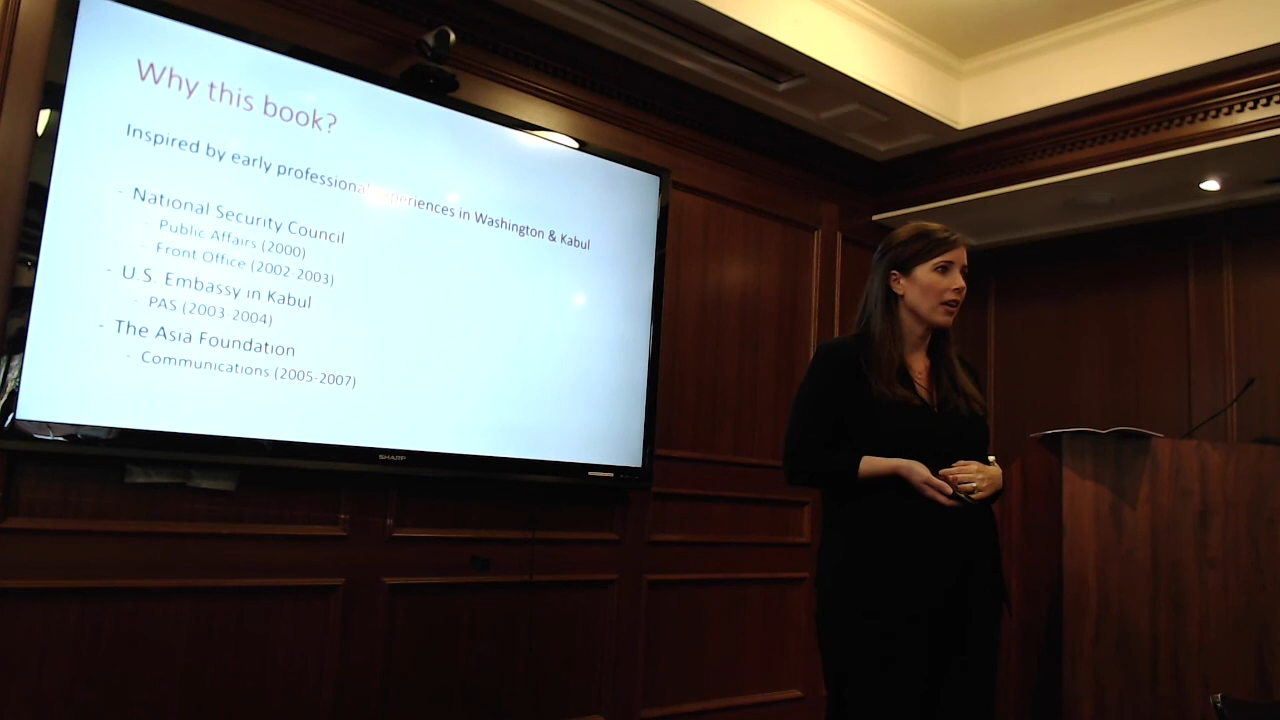 Why this book?
Inspired by early professional experiences in Washington & Kabul
- National Security Council
- Public Affairs (2000)
- Front Office (2002-2003)
- U.S. Embassy in Kabul
- PAS (2003-2004)
- The Asia Foundation
- Communications (2005-2007)
SHARP